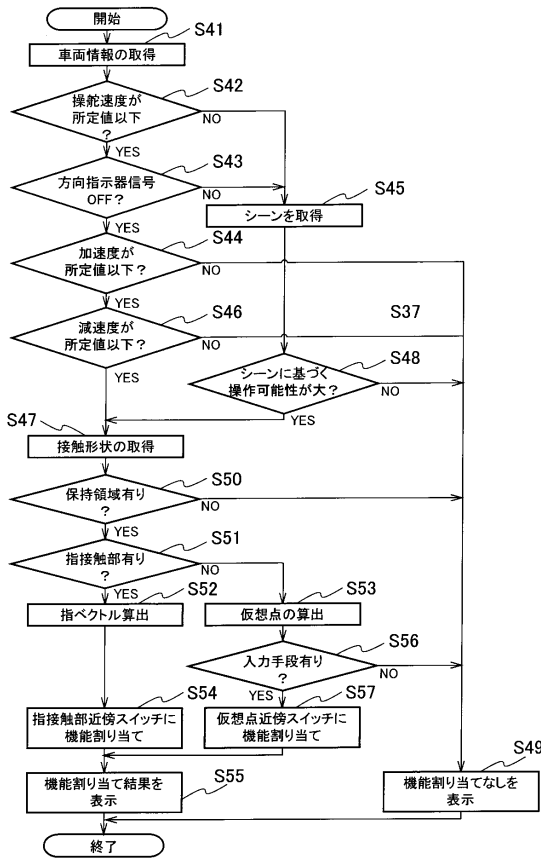 開始
S41
車両情報の取得
S42
操舵速度が
所定値以下
?
NO
YES
S43
方向指示器信号
OFF?
NO
YES
S45
シーンを取得
S44
加速度が
所定値以下?
NO
YES
S46
減速度が
所定値以下?
NO
YES
S37
S48
シーンに基づく
操作可能性が大?
NO
YES
S47
接触形状の取得
S50
保持領域有り
?
NO
YES
S51
指接触部有り
?
NO
YES
S52
指ベクトル算出
S53
仮想点の算出
S56
入力手段有り
?
NO
YES
S54
指接触部近傍スイッチに
機能割り当て
S57
仮想点近傍スイッチに
機能割り当て
S55
機能割り当て結果を
表示
S49
機能割り当てなしを
表示
終了